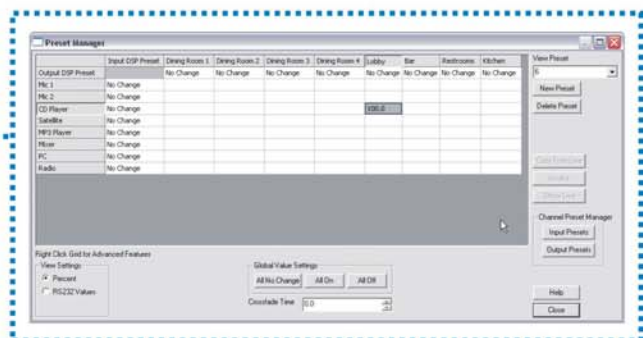 Preset Manager
Input DSP Preset Dining Room 1 Dining Room 2 Dining Room 3 Dining Room 4 Lobby Bar Restrooms Kitchen
Output DSP Preset No Change No Change No Change No Change No Change No Change No Change No Change
Mic 1 No Change
Mic 2 No Change
CD Player No Change 100.0
Satellite No Change
MP3 Player No Change
Mixer No Change
PC No Change
Radio No Change
View Preset
6
New Preset
Delete Preset
Channel Preset Manager
Input Presets
Output Presets
Right Click Grid for Advanced Features
View Settings
Percent
RS232 Values
Global Value Settings
All No Change All On All Off
Crossfade Time 0.0
Help
Close